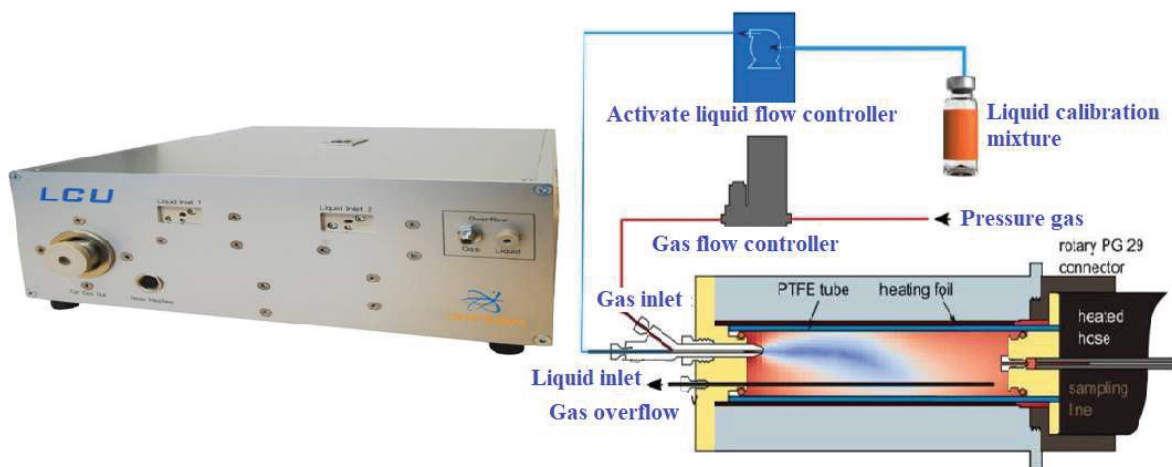 LCU
Liquid Inlet 1
Liquid Inlet 2
Overflow
Gas
Liquid
Activate liquid flow controller
Liquid calibration
mixture
Pressure gas
Gas flow controller
rotary PG 29
connector
Gas inlet
PTFE tube
heating foil
heated
hose
Liquid inlet
Gas overflow
sampling
line